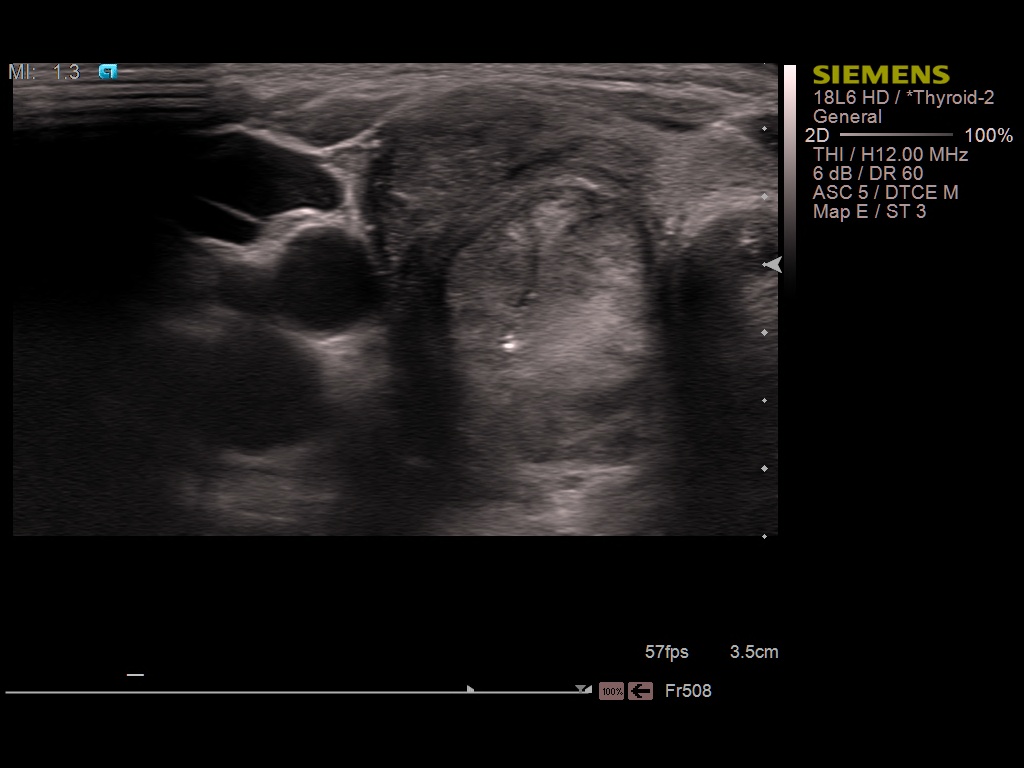 MI: 1.3
SIEMENS
18L6 HD / *Thyroid-2
General
2D 100%
THI / H12.00 MHz
6 dB / DR 60
ASC 5 / DTCE M
Map E / ST 3
57fps 3.5cm
100% Fr508